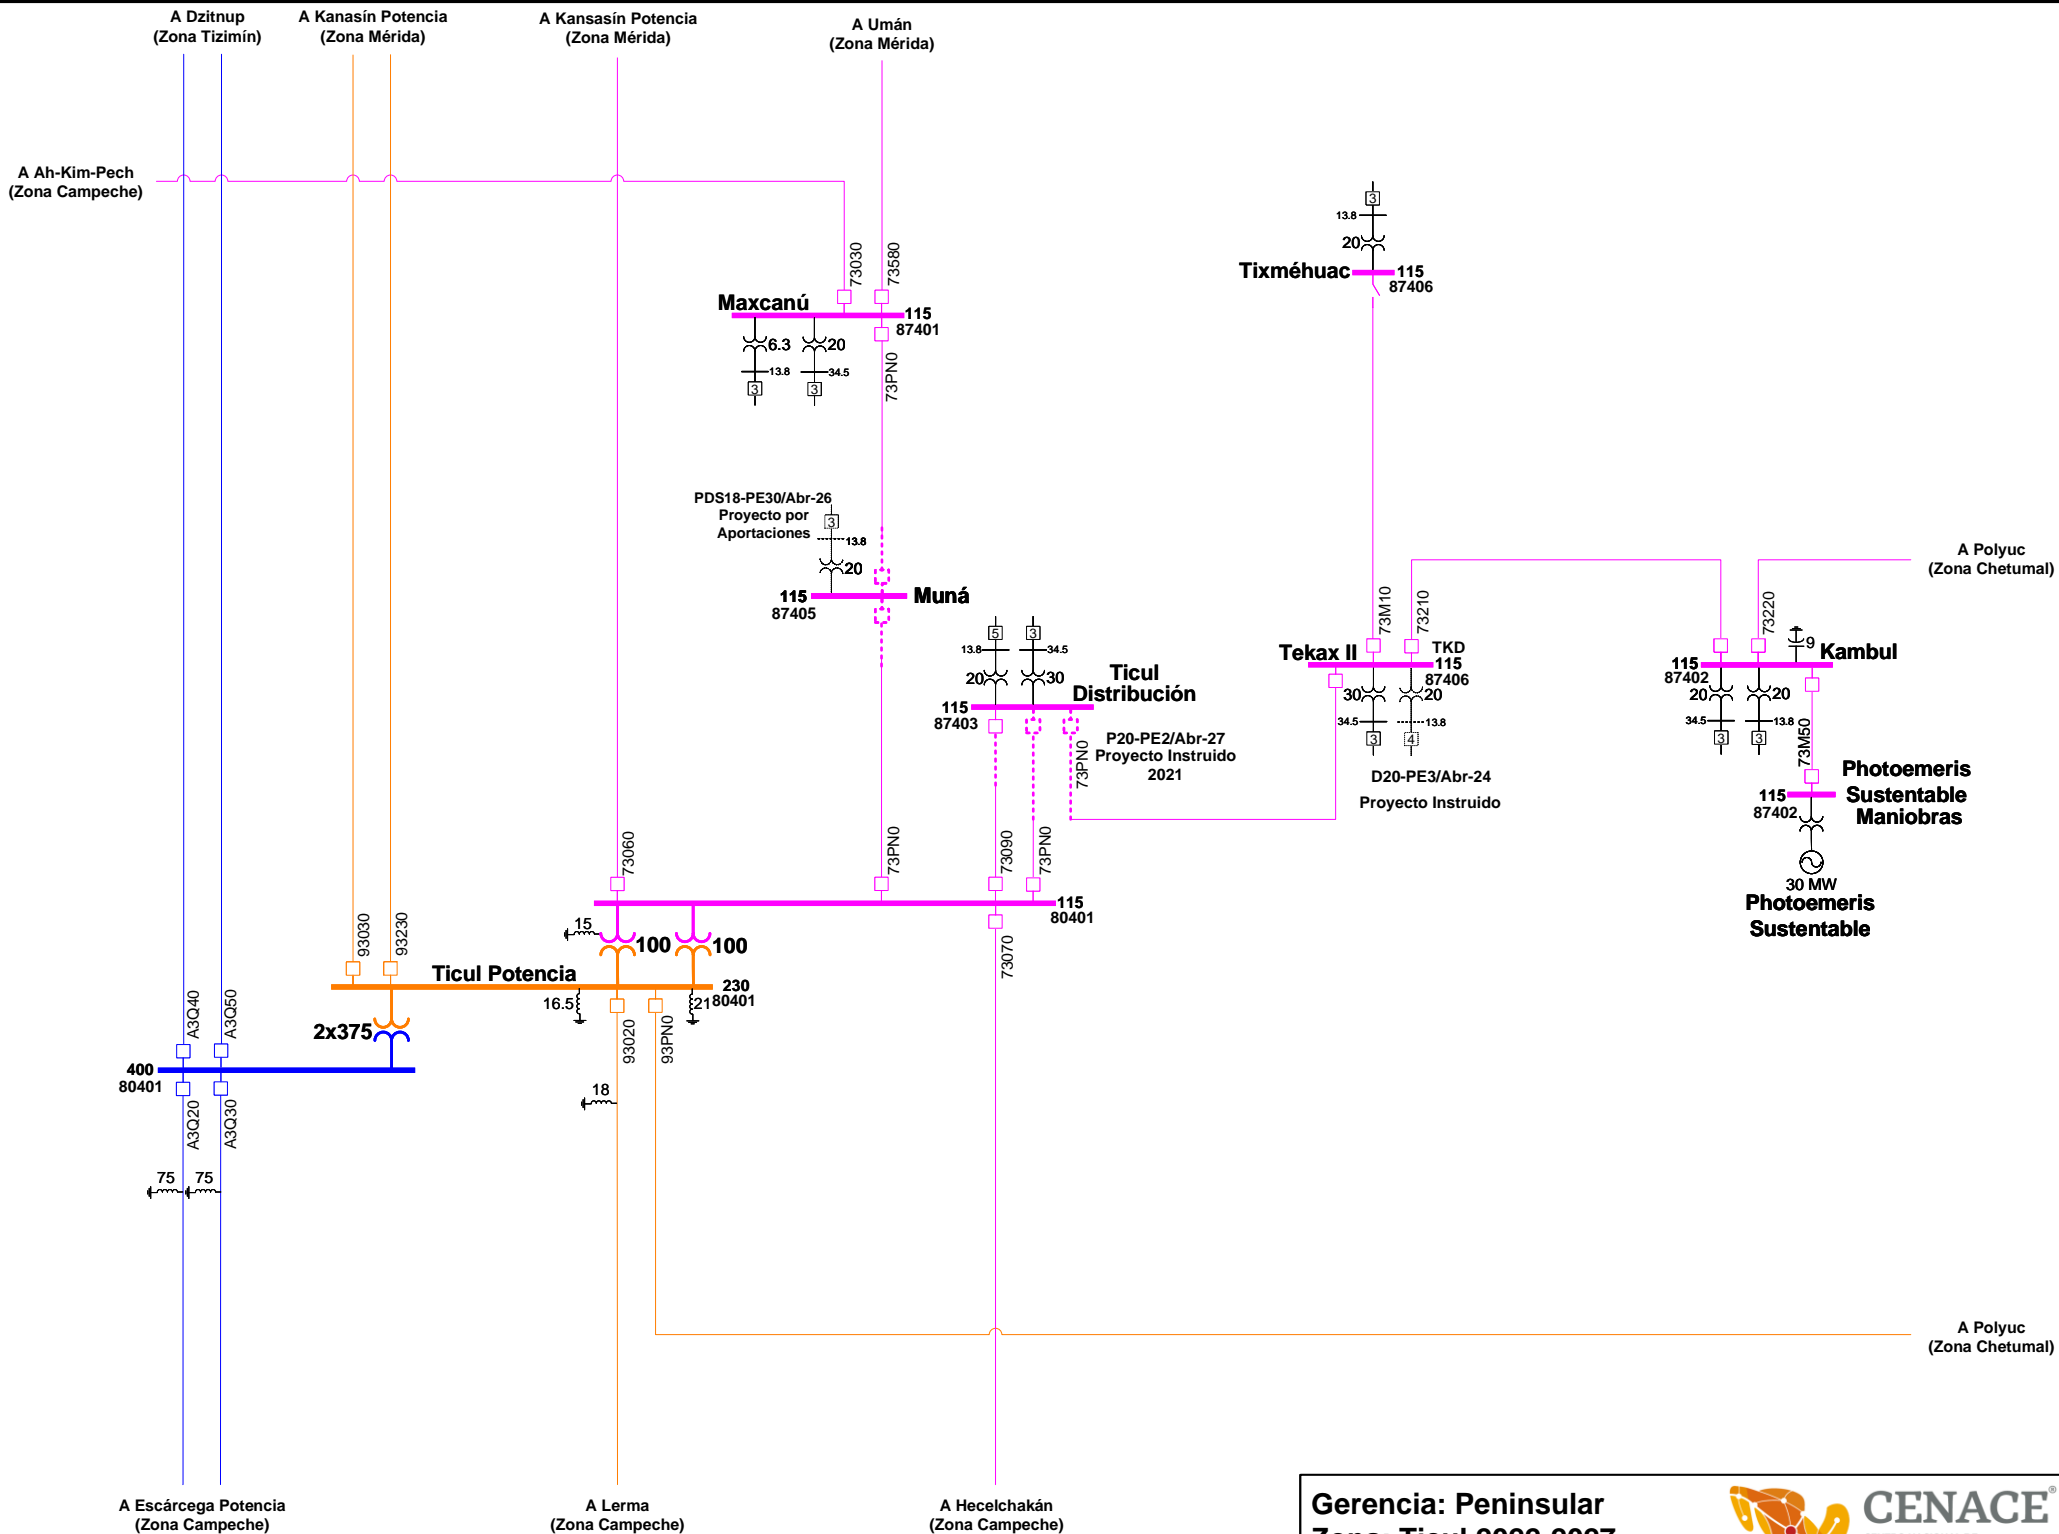 A Dzitnup
(Zona Tizimín)
A Kanasín Potencia
(Zona Mérida)
A Kansasín Potencia
(Zona Mérida)
A Umán
(Zona Mérida)
A Ah-Kim-Pech
(Zona Campeche)
3
13.8
20
Tixméhuac
115
87406
73030
73580
Maxcanú
115
87401
6.3
20
13.8
34.5
3
3
73PN0
PDS18-PE30/Abr-26
Proyecto por
Aportaciones
3
13.8
20
115
87405
Muná
A Polyuc
(Zona Chetumal)
73M10
73210
73220
5
3
13.8
34.5
20
30
Ticul
Distribución
115
87403
Tekax II
TKD
115
87406
30
20
34.5
13.8
3
4
9
Kambul
115
87402
20
20
34.5
13.8
3
3
73M50
P20-PE2/Abr-27
Proyecto Instruido
2021
73PN0
D20-PE3/Abr-24
Proyecto Instruido
Photoemeris
Sustentable
Maniobras
115
87402
30 MW
Photoemeris
Sustentable
73060
73PN0
73090
73PN0
115
80401
15
100
100
73070
93030
93230
Ticul Potencia
230
80401
16.5
21
93020
93PN0
2x375
A3Q40
A3Q50
400
80401
A3Q20
A3Q30
18
75
75
A Polyuc
(Zona Chetumal)
A Escárcega Potencia
(Zona Campeche)
A Lerma
(Zona Campeche)
A Hecelchakán
(Zona Campeche)
Gerencia: Peninsular
CENACE®